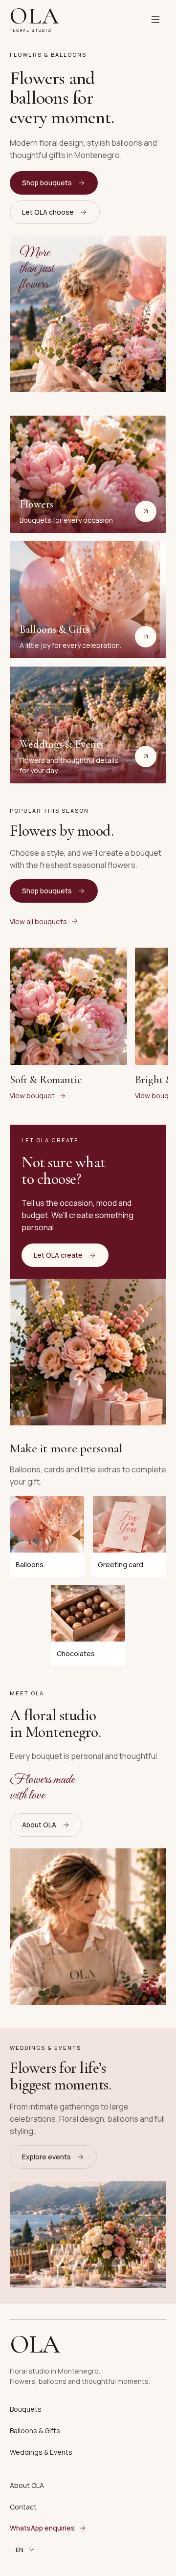 OLA
FLORAL STUDIO
FLOWERS & BALLOONS
Flowers and
balloons for
every moment.
Modern floral design, stylish balloons and
thoughtful gifts in Montenegro.
Shop bouquets
Let OLA choose
More
than just
flowers
Flowers
Bouquets for every occasion
Balloons & Gifts
A little joy for every celebration.
Weddings & Events
Flowers and thoughtful details
for your day
POPULAR THIS SEASON
Flowers by mood.
Choose a style, and we'll create a bouquet
with the freshest seasonal flowers.
Shop bouquets
View all bouquets
Soft & Romantic
Bright &
View bouquet
View bouq
LET OLA CREATE
Not sure what
to choose?
Tell us the occasion, mood and
budget. We'll create something
personal.
Let OLA create
Make it more personal
Balloons, cards and little extras to complete
your gift.
For
You
Balloons
Greeting card
Chocolates
MEET OLA
A floral studio
in Montenegro.
Every bouquet is personal and thoughtful.
Flowers made
with love
About OLA
OLA
WEDDINGS & EVENTS
Flowers for life's
biggest moments.
From intimate gatherings to large
celebrations. Floral design, balloons and full
styling.
Explore events
OLA
Floral studio in Montenegro.
Flowers, balloons and thoughtful moments.
Bouquets
Balloons & Gifts
Weddings & Events
About OLA
Contact
WhatsApp enquiries
EN